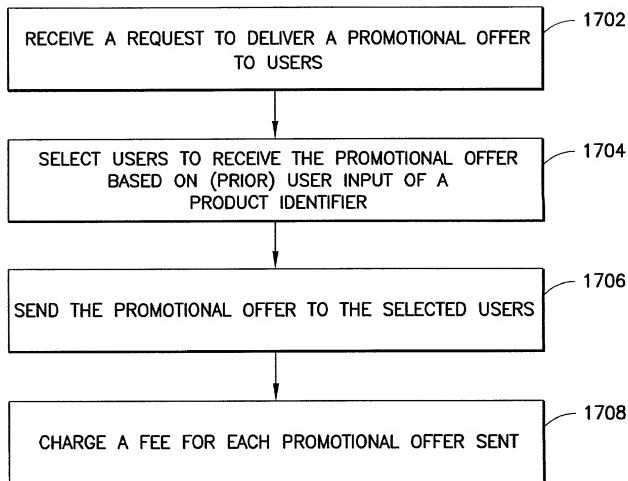 RECEIVE A REQUEST TO DELIVER A PROMOTIONAL OFFER
TO USERS
1702
SELECT USERS TO RECEIVE THE PROMOTIONAL OFFER
BASED ON (PRIOR) USER INPUT OF A
PRODUCT IDENTIFIER
1704
SEND THE PROMOTIONAL OFFER TO THE SELECTED USERS
1706
CHARGE A FEE FOR EACH PROMOTIONAL OFFER SENT
1708